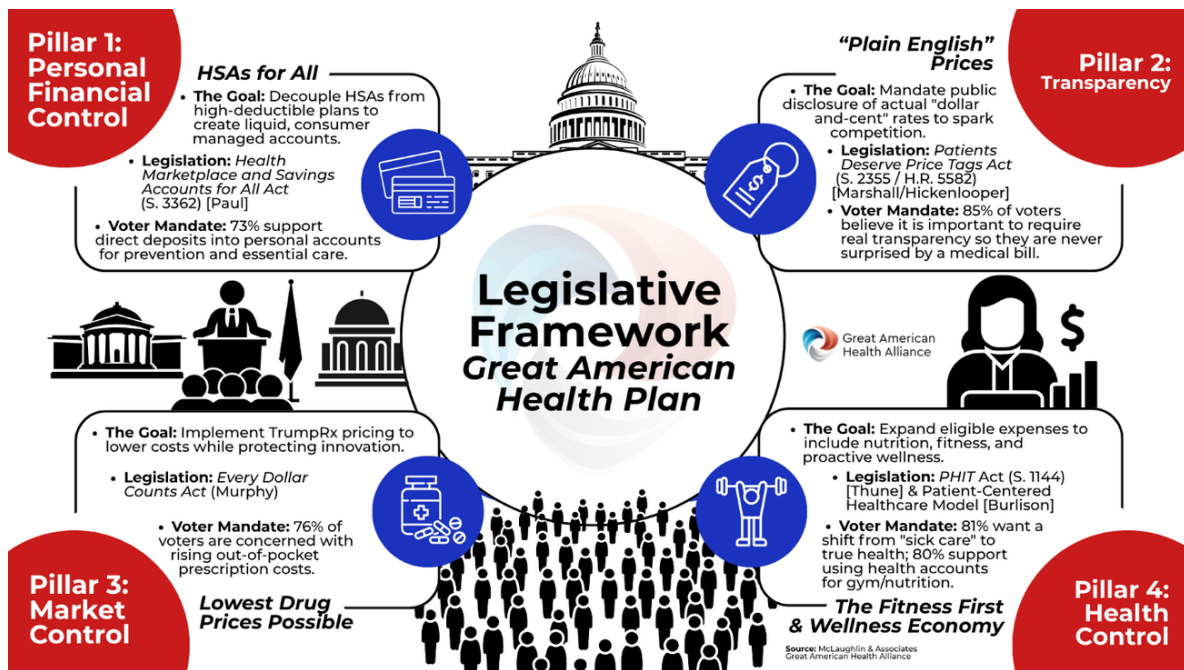 Pillar 1:
Personal
Financial
Control
HSAs for All
• The Goal: Decouple HSAs from
high-deductible plans to
create liquid, consumer
managed accounts.
• Legislation: Health
Marketplace and Savings
Accounts for All Act
(S. 3362) [Paul]
• Voter Mandate: 73% support
direct deposits into personal accounts
for prevention and essential care.
"Plain English"
Prices
Pillar 2:
Transparency
• The Goal: Mandate public
disclosure of actual "dollar
and-cent" rates to spark
competition.
• Legislation: Patients
Deserve Price Tags Act
(S. 2355 / H.R. 5582)
[Marshall/Hickenlooper]
• Voter Mandate: 85% of voters
believe it is important to require
real transparency so they are never
surprised by a medical bill.
Legislative
Framework
Great American
Health Plan
Great American
Health Alliance
• The Goal: Implement TrumpRx pricing to
lower costs while protecting innovation.
• Legislation: Every Dollar
Counts Act (Murphy)
• Voter Mandate: 76% of
voters are concerned with
rising out-of-pocket
prescription costs.
Pillar 3:
Market
Control
Lowest Drug
Prices Possible
• The Goal: Expand eligible expenses to
include nutrition, fitness, and
proactive wellness.
• Legislation: PHIT Act (S. 1144)
[Thune] & Patient-Centered
Healthcare Model [Burlison]
• Voter Mandate: 81% want a
shift from "sick care" to
true health; 80% support
using health accounts
for gym/nutrition.
The Fitness First
& Wellness Economy
Pillar 4:
Health
Control
Source: McLaughlin & Associates
Great American Health Alliance